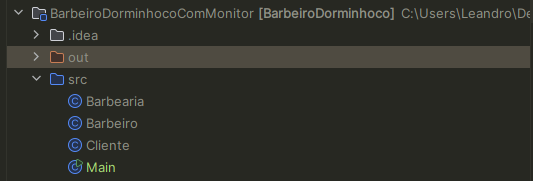 BarbeiroDorminhocoComMonitor [BarbeiroDorminhoco] C:\Users\Leandro\De
.idea
out
src
Barbearia
Barbeiro
Cliente
Main